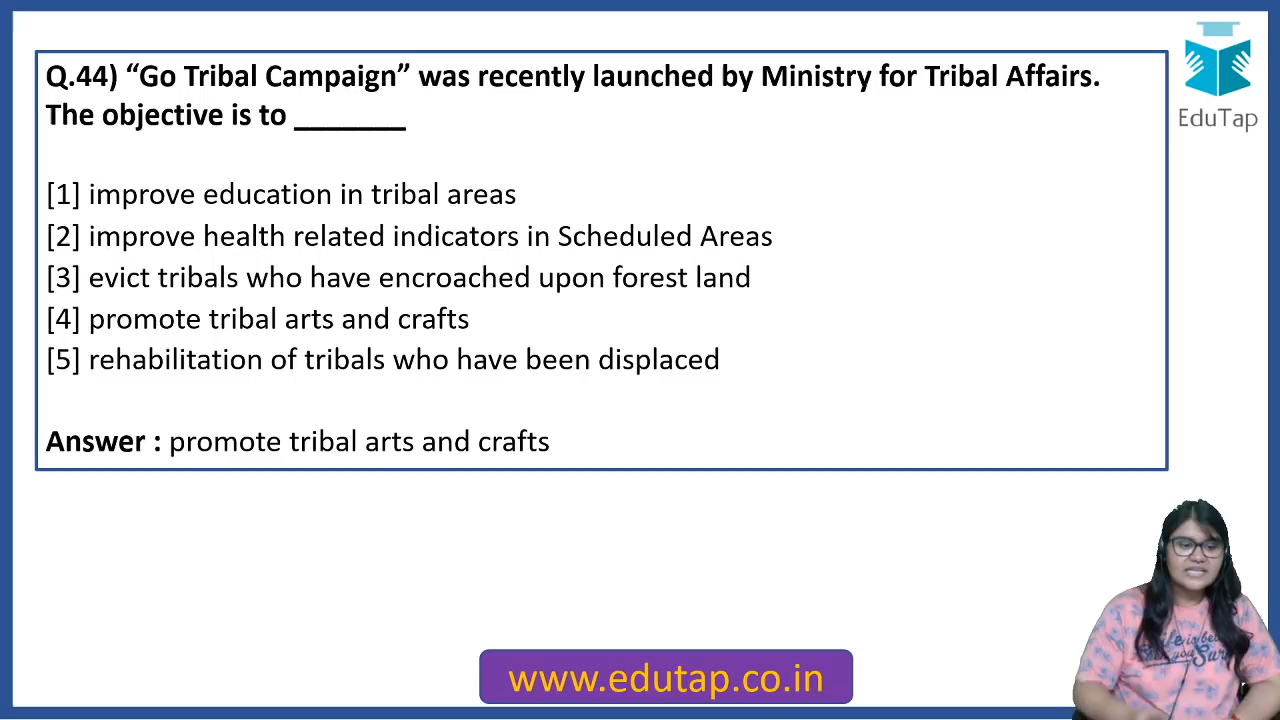 Q.44) “Go Tribal Campaign” was recently launched by Ministry for Tribal Affairs.
The objective is to _______
[1] improve education in tribal areas
[2] improve health related indicators in Scheduled Areas
[3] evict tribals who have encroached upon forest land
[4] promote tribal arts and crafts
[5] rehabilitation of tribals who have been displaced
Answer : promote tribal arts and crafts
EduTap
www.edutap.co.in